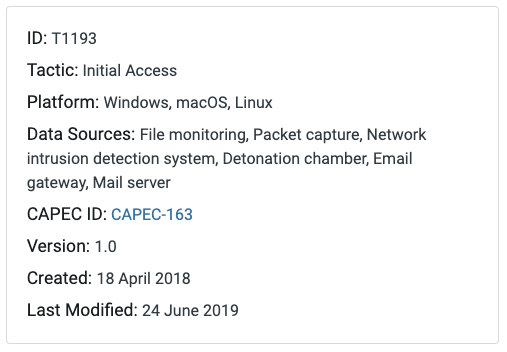 ID: T1193
Tactic: Initial Access
Platform: Windows, macOS, Linux
Data Sources: File monitoring, Packet capture, Network
intrusion detection system, Detonation chamber, Email
gateway, Mail server
CAPEC ID: CAPEC-163
Version: 1.0
Created: 18 April 2018
Last Modified: 24 June 2019